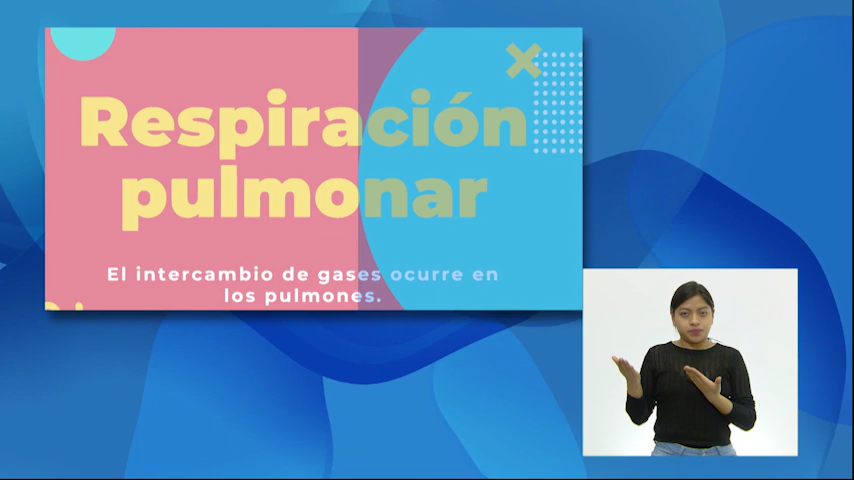 Respiración
pulmonar
El intercambio de gases ocurre en
los pulmones.